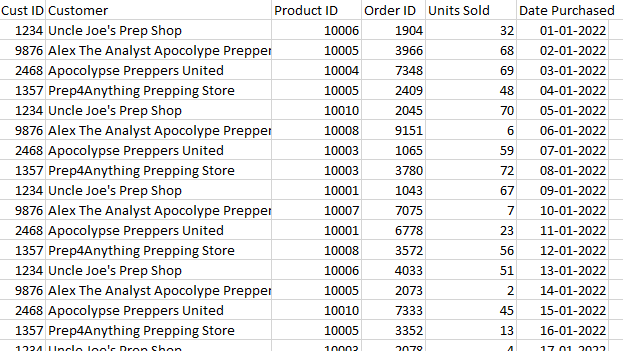 Cust ID Customer Product ID Order ID Units Sold Date Purchased
1234 Uncle Joe's Prep Shop 10006 1904 32 01-01-2022
9876 Alex The Analyst Apocolype Prepper 10005 3966 68 02-01-2022
2468 Apocolypse Preppers United 10004 7348 69 03-01-2022
1357 Prep4Anything Prepping Store 10005 2409 48 04-01-2022
1234 Uncle Joe's Prep Shop 10010 2045 70 05-01-2022
9876 Alex The Analyst Apocolype Prepper 10008 9151 6 06-01-2022
2468 Apocolypse Preppers United 10003 1065 59 07-01-2022
1357 Prep4Anything Prepping Store 10003 3780 72 08-01-2022
1234 Uncle Joe's Prep Shop 10001 1043 67 09-01-2022
9876 Alex The Analyst Apocolype Prepper 10007 7075 7 10-01-2022
2468 Apocolypse Preppers United 10001 6778 23 11-01-2022
1357 Prep4Anything Prepping Store 10008 3572 56 12-01-2022
1234 Uncle Joe's Prep Shop 10006 4033 51 13-01-2022
9876 Alex The Analyst Apocolype Prepper 10005 2073 2 14-01-2022
2468 Apocolypse Preppers United 10010 7333 45 15-01-2022
1357 Prep4Anything Prepping Store 10005 3352 13 16-01-2022
1234 Uncle Joe's Prep Shop 10003 2078 4 17-01-2022